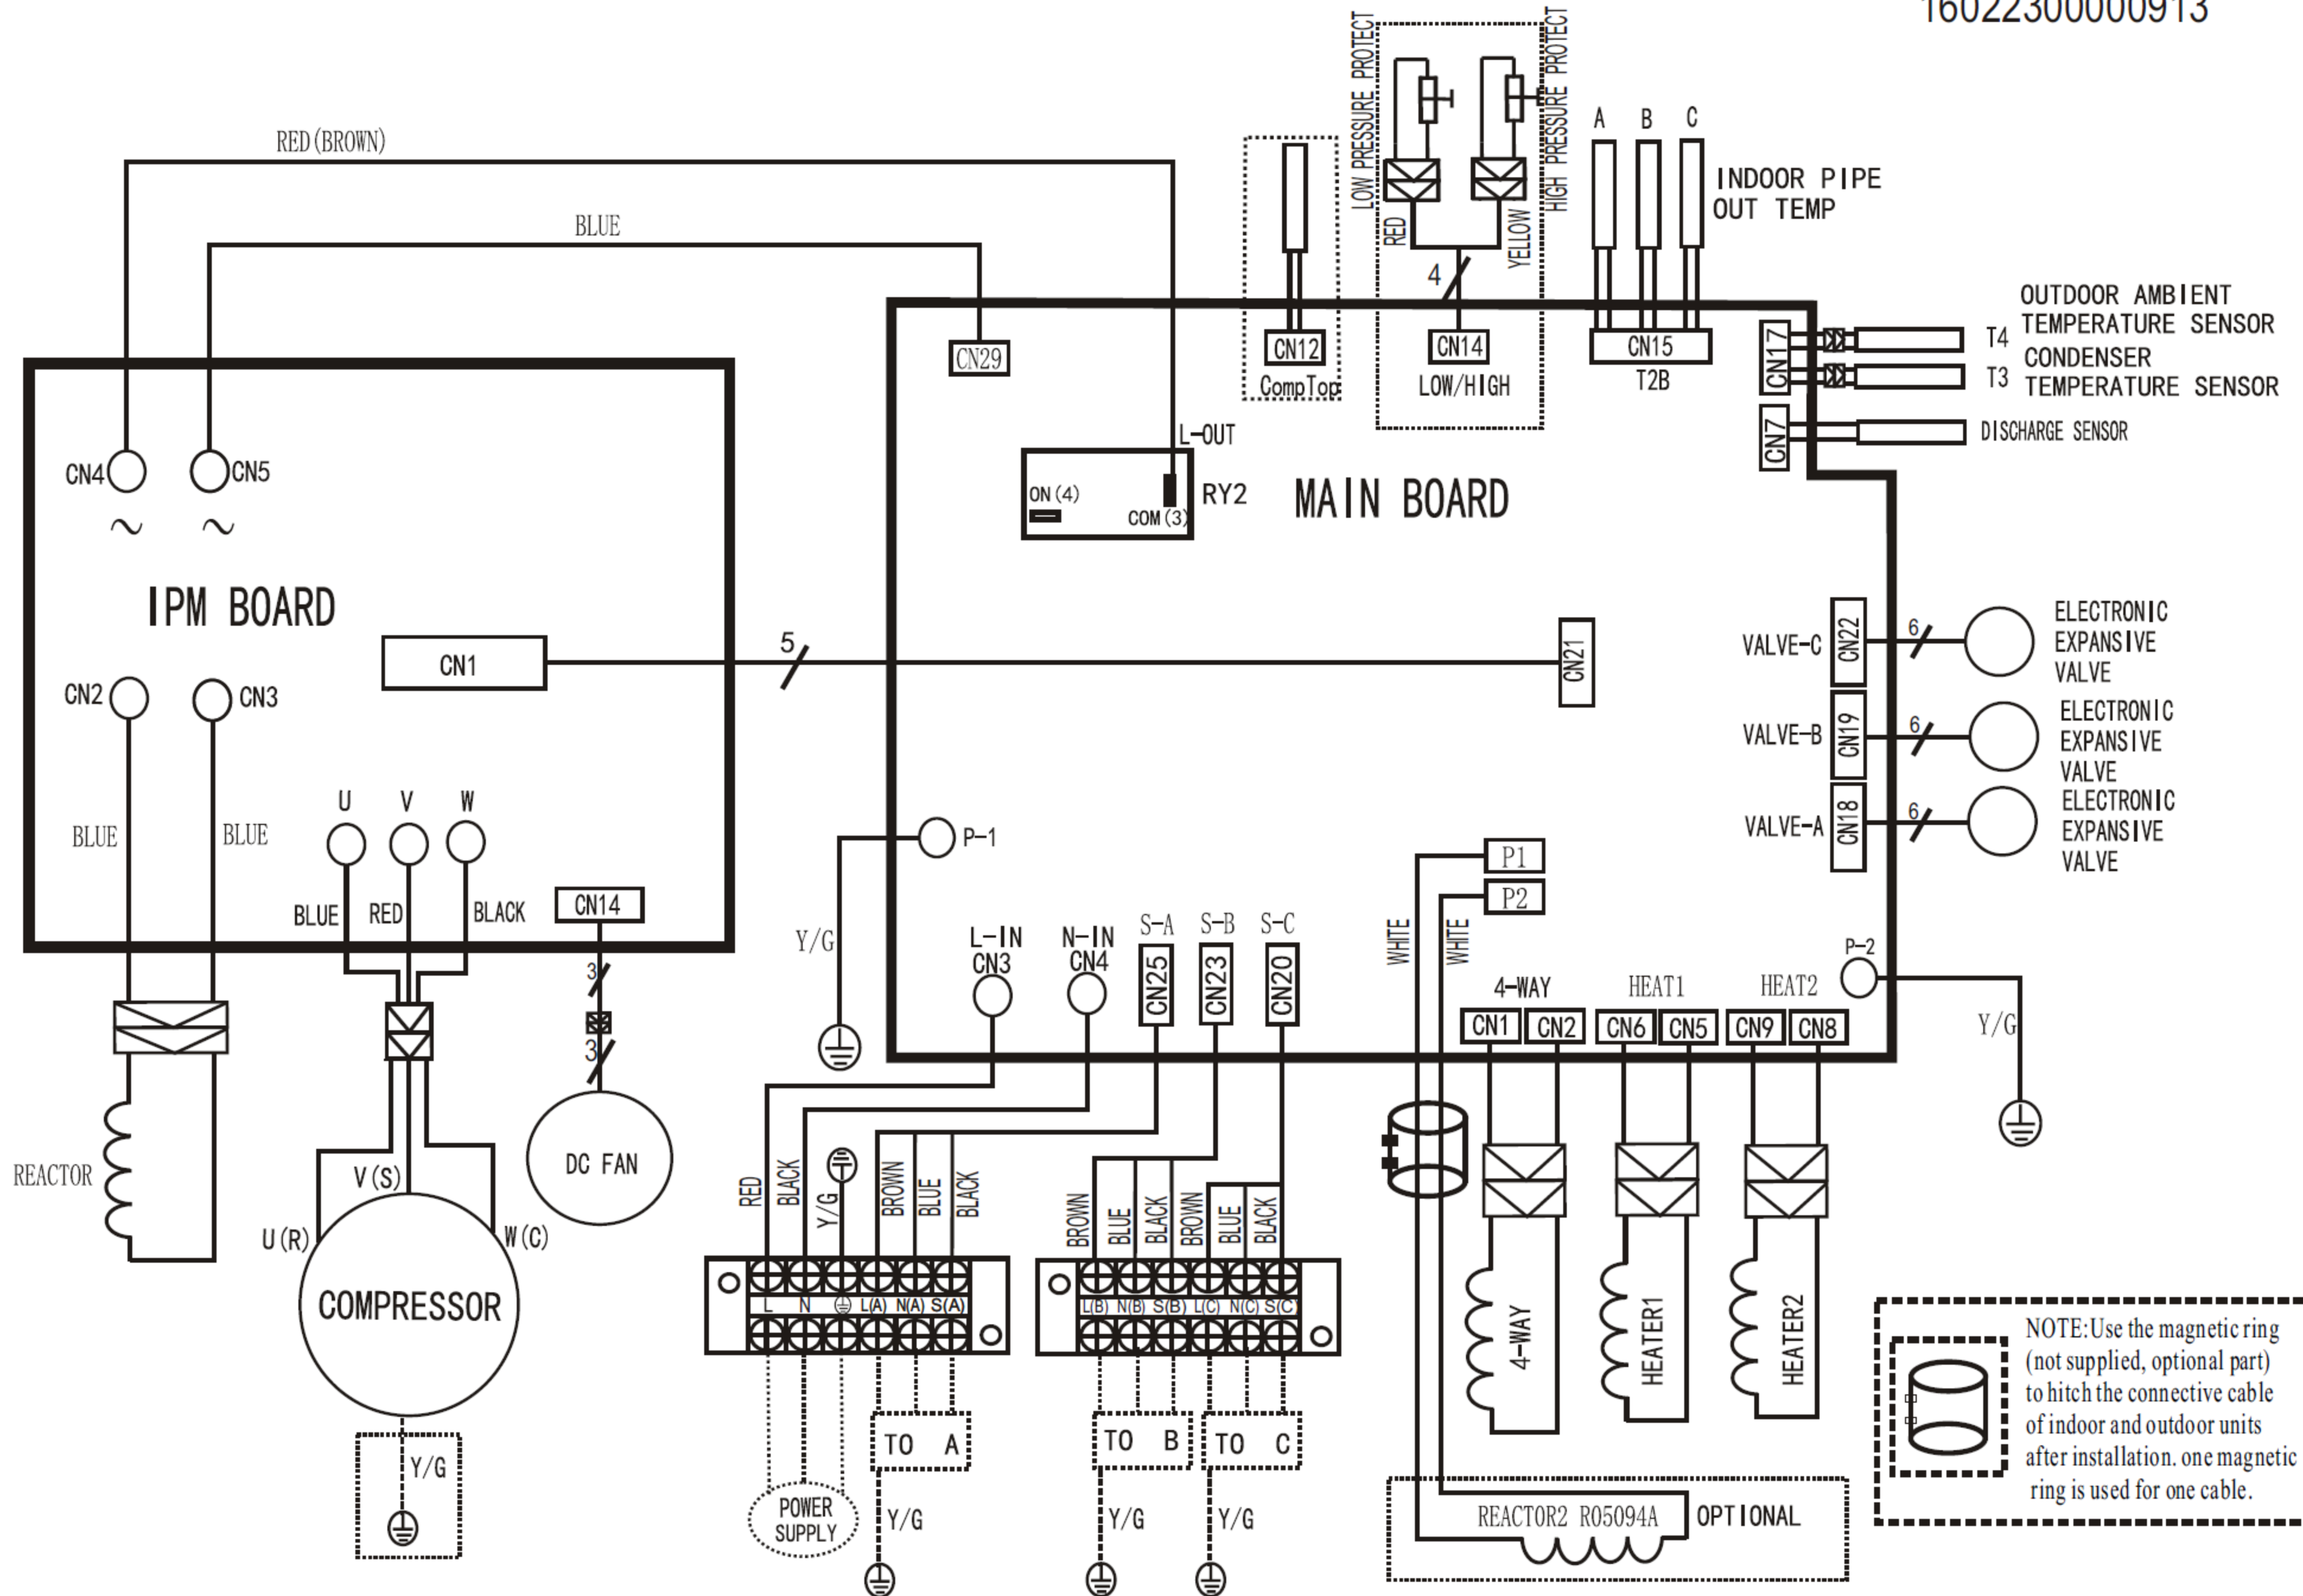 16022300000913
LOW PRESSURE PROTECT
HIGH PRESSURE PROTECT
RED(BROWN)
BLUE
A B C
INDOOR PIPE
OUT TEMP
RED
YELLOW
4
OUTDOOR AMBIENT
TEMPERATURE SENSOR
T4
CONDENSER
T3 TEMPERATURE SENSOR
CN17
CN29
CN12
CompTop
CN14
LOW/HIGH
CN15
T2B
CN7
DISCHARGE SENSOR
L-OUT
CN4
CN5
ON(4)
COM(3)
RY2
MAIN BOARD
~ ~
IPM BOARD
CN1
5
CN21
CN2
CN3
VALVE-C
CN22
6
ELECTRONIC
EXPANSIVE
VALVE
VALVE-B
CN19
6
ELECTRONIC
EXPANSIVE
VALVE
VALVE-A
CN18
6
ELECTRONIC
EXPANSIVE
VALVE
U V W
BLUE
BLUE
BLUE
RED
BLACK
CN14
3
3
P-1
Y/G
P1
P2
WHITE
WHITE
L-IN
CN3
N-IN
CN4
S-A
CN25
S-B
CN23
S-C
CN20
4-WAY
CN1
CN2
HEAT1
CN6
CN5
HEAT2
CN9
CN8
P-2
Y/G
REACTOR
V(S)
U(R)
W(C)
COMPRESSOR
DC FAN
Y/G
RED
BLACK
Y/G
BROWN
BLUE
BLACK
BROWN
BLUE
BLACK
BROWN
BLUE
BLACK
L N L(A) N(A) S(A)
L(B) N(B) S(B) L(C) N(C) S(C)
TO A
TO B
TO C
POWER
SUPPLY
Y/G
Y/G
Y/G
4-WAY
HEATER1
HEATER2
REACTOR2 R05094A
OPTIONAL
NOTE:Use the magnetic ring
(not supplied, optional part)
to hitch the connective cable
of indoor and outdoor units
after installation. one magnetic
ring is used for one cable.